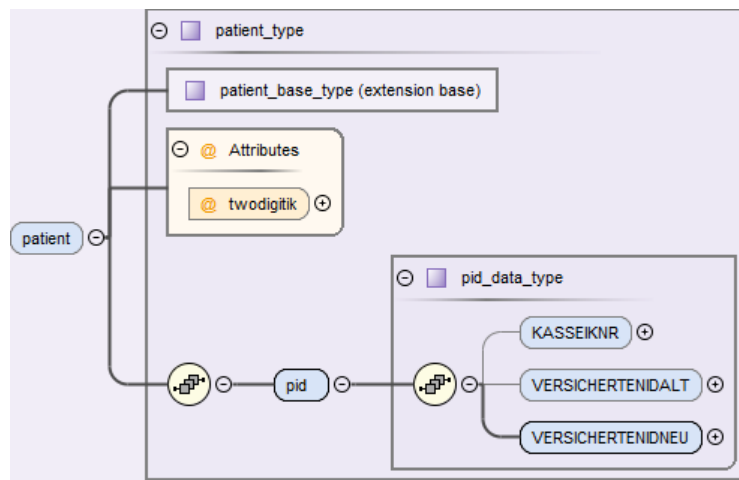 patient_type
patient_base_type (extension base)
@ Attributes
@ twodigitik
patient
pid_data_type
KASSEIKNR
pid
VERSICHERTENIDALT
VERSICHERTENIDNEU